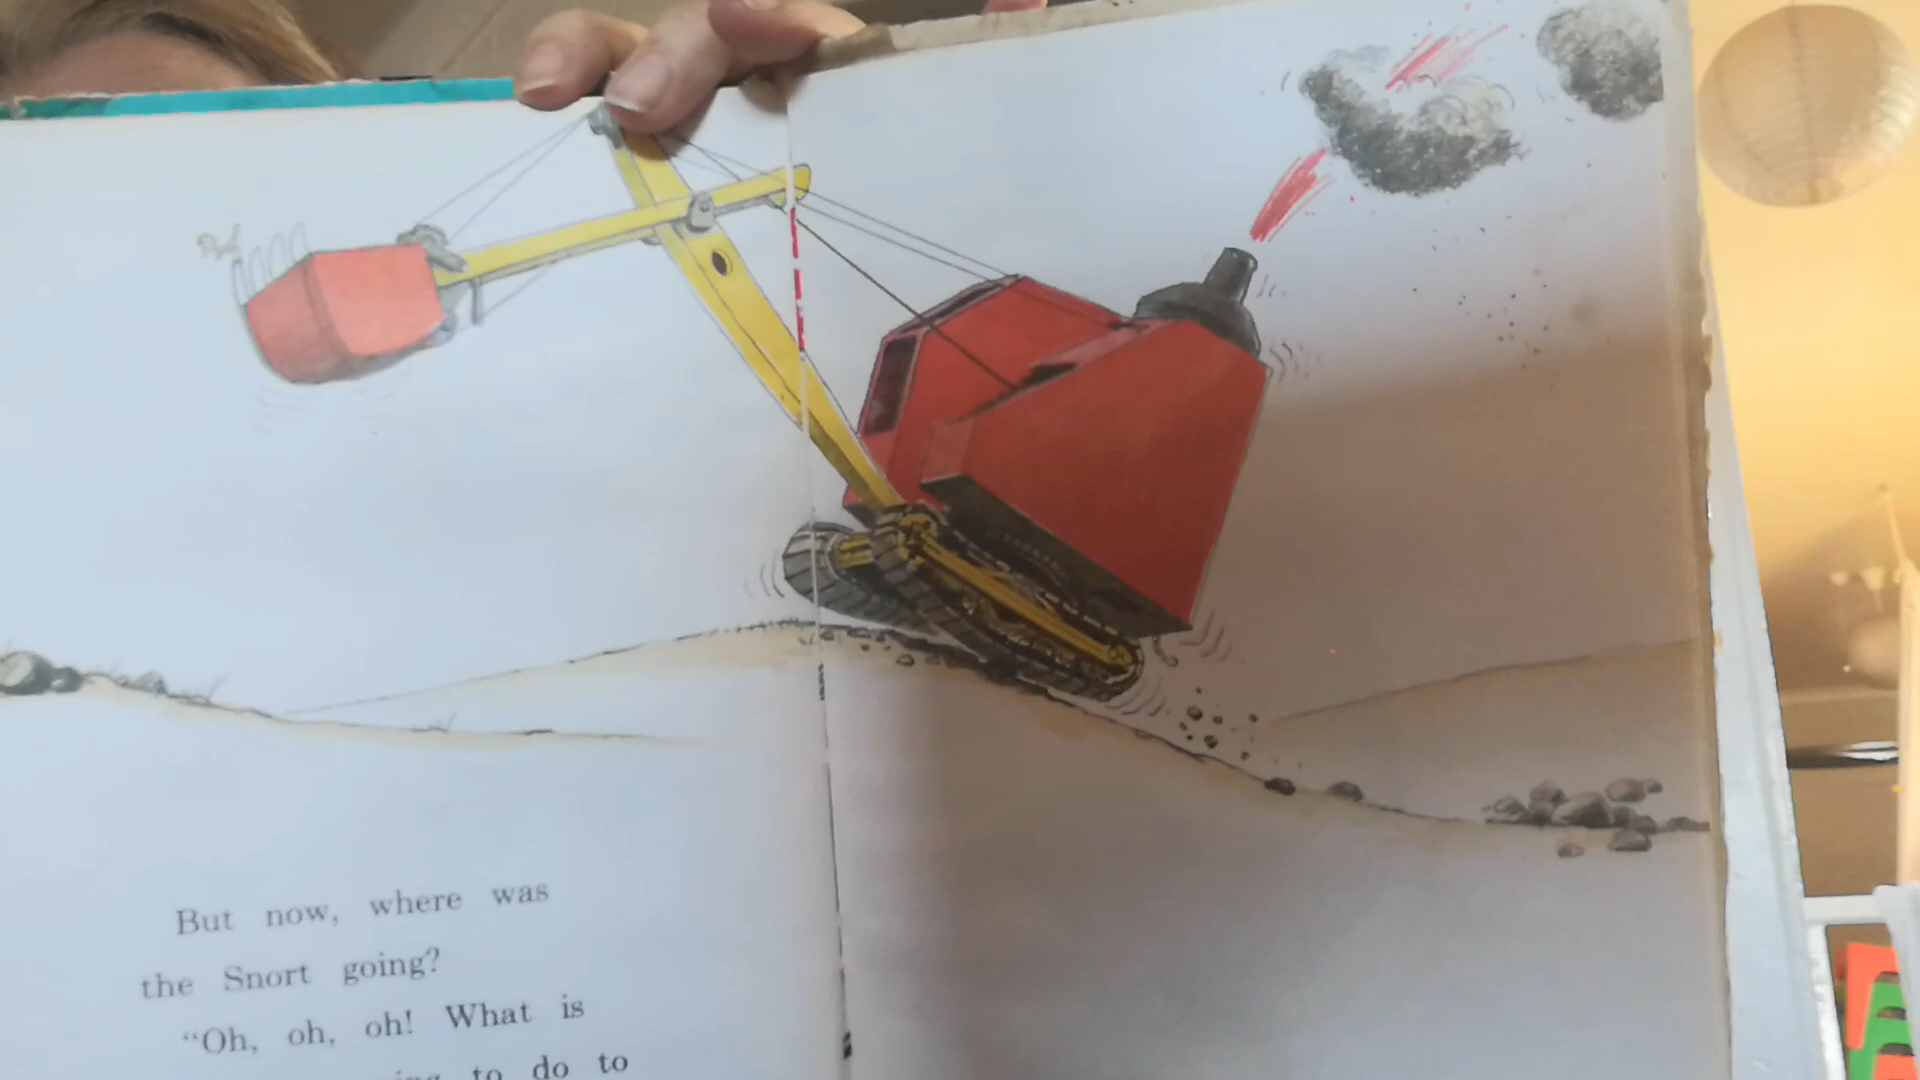 But now, where was
the Snort going?
“Oh, oh, oh! What is
to do to